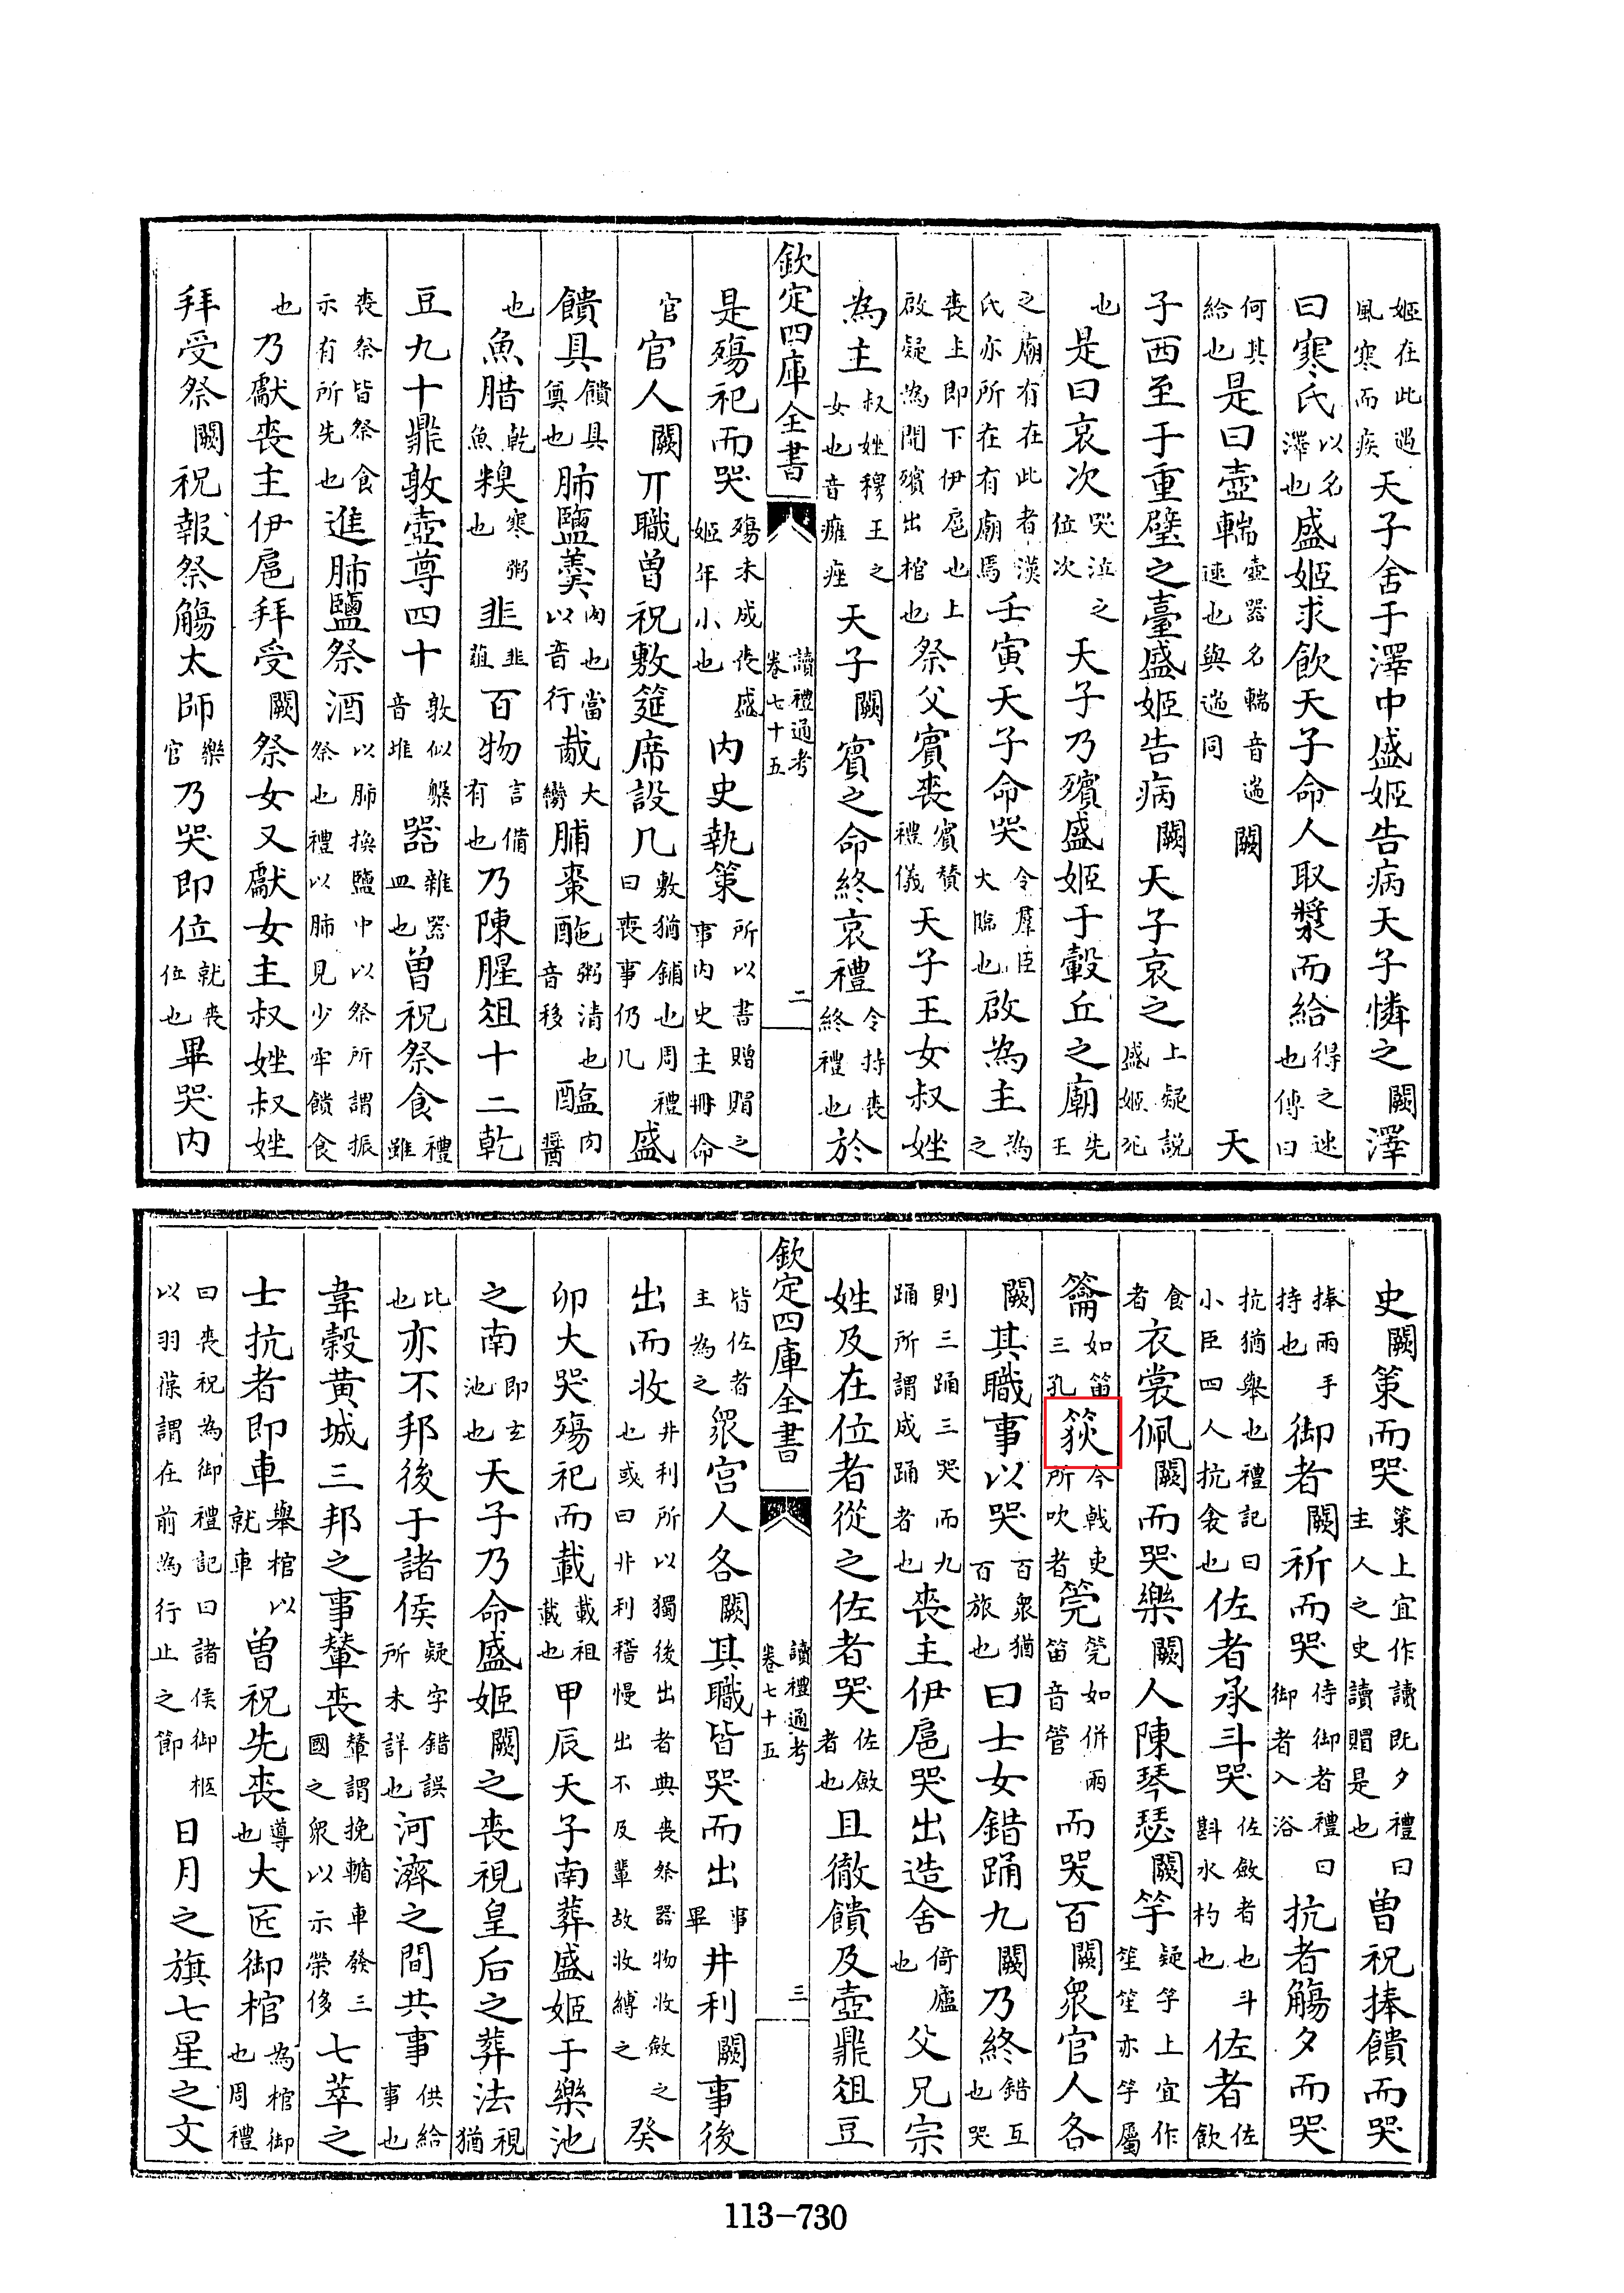 姬在此遇風寒而疾天子舍于澤中盛姬告病天子憐之闕澤
曰寒氏以名澤也盛姬求飲天子命人取漿而給得之速也傳曰
何其給也是曰壺輲壺器名輲音遄速也與遄同闕天
子西至于重璧之臺盛姬告病闕天子哀之上疑説盛姬死
也是曰哀次哭泣之位次天子乃殯盛姬于轂丘之廟先王
之廟有在此者漢氏亦所在有廟焉壬寅天子命哭令羣臣大臨也啟為主為之
喪主即下伊扈也上啟疑為開殯出棺也祭父賓喪賓贊禮儀天子王女叔㛗
為主叔㛗穆王之女也音痽㾏天子闕賓之命終哀禮令持喪終禮也於
欽定四庫全書
讀禮通考卷七十五
二
是殤祀而哭殤未成喪盛姬年小也内史執策所以書贈賵之事内史主冊命
官官人闕丌職曾祝敷筵席設几敷猶鋪也周禮曰喪事仍几盛
饋具饋具奠也肺鹽羹肉也當以音行胾大臠脯棗酏粥清也音移醢肉醬
也魚腊乾魚糗寒粥也韭韭菹百物言備有也乃陳腥俎十二乾
豆九十鼎敦壺尊四十敦似盤音堆器雜器皿也曾祝祭食禮雖
喪祭皆祭食示有所先也進肺鹽祭酒以肺換鹽中以祭所謂振祭也禮以肺見少牢饋食
也乃獻喪主伊扈拜受闕祭女又獻女主叔㛗叔㛗
拜受祭闕祝報祭觴太師樂官乃哭即位就喪位也畢哭内
史闕策而哭策上宜作讀既夕禮曰主人之史讀賵是也曾祝捧饋而哭
捧兩手持也御者闕祈而哭侍御者禮曰御者入浴抗者觴夕而哭
抗猶舉也禮記曰小臣四人抗衾也佐者承斗哭佐斂者也斗斟水杓也佐者佐飲
食者衣裳佩闕而哭樂闕人陳琴瑟闕竽疑竽上宜作笙笙亦竽屬
籥如笛三孔⿱𥫗狄今戟吏所吹者筦筦如併兩笛音管而哭百闕衆官人各
闕其職事以哭百衆猶百旅也曰士女錯踊九闕乃終錯互也哭
則三踊三哭而九踊所謂成踊者也喪主伊扈哭出造舍倚廬也父兄宗
姓及在位者從之佐者哭佐斂者也且徹饋及壺鼎俎豆
欽定四庫全書
讀禮通考卷七十五
三
皆佐者主為之衆宫人各闕其職皆哭而出事畢井利闕事後
出而收井利所以獨後出者典喪祭器物收斂之也或曰井利稽慢出不及輩故收縛之癸
卯大哭殤祀而載載祖載也甲辰天子南葬盛姬于樂池
之南即玄池也天子乃命盛姬闕之喪視皇后之葬法視猶
比也亦不邦後于諸侯疑字錯誤所未詳也河濟之間共事供給事也
韋轂黄城三邦之事輦喪輦謂挽輴車發三國之衆以示榮侈七萃之
士抗者即車舉棺以就車曾祝先喪導也大匠御棺為棺御也周禮
曰喪祝為御禮記曰諸侯御柩以羽葆謂在前為行止之節日月之旗七星之文
113-730